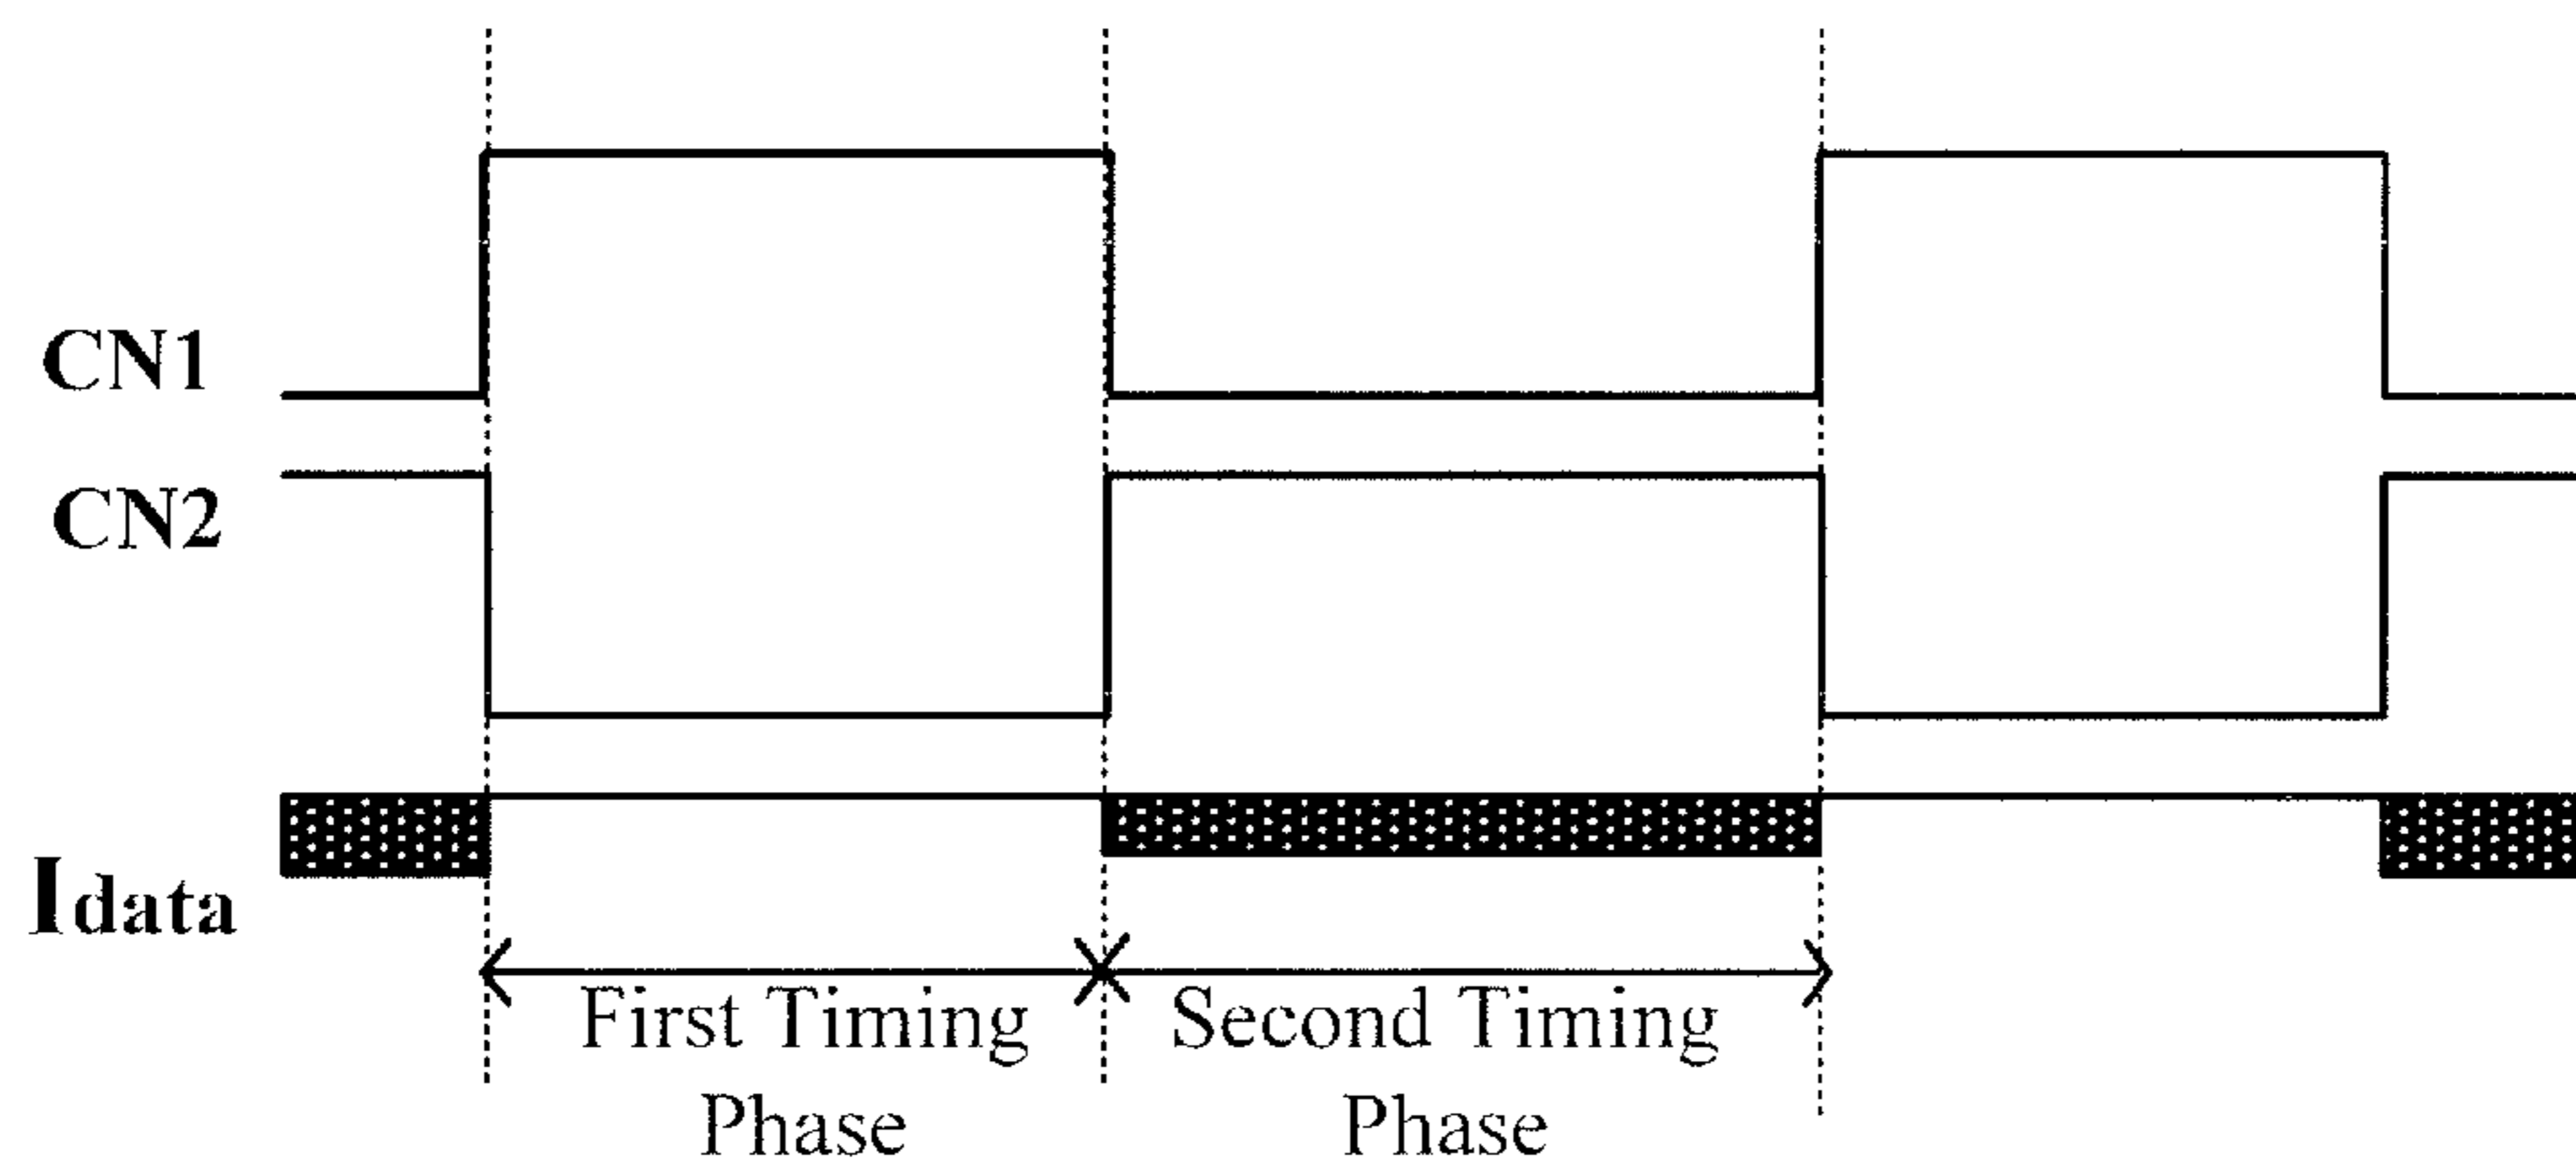 CN1
CN2
Idata
First Timing
Phase
Second Timing
Phase